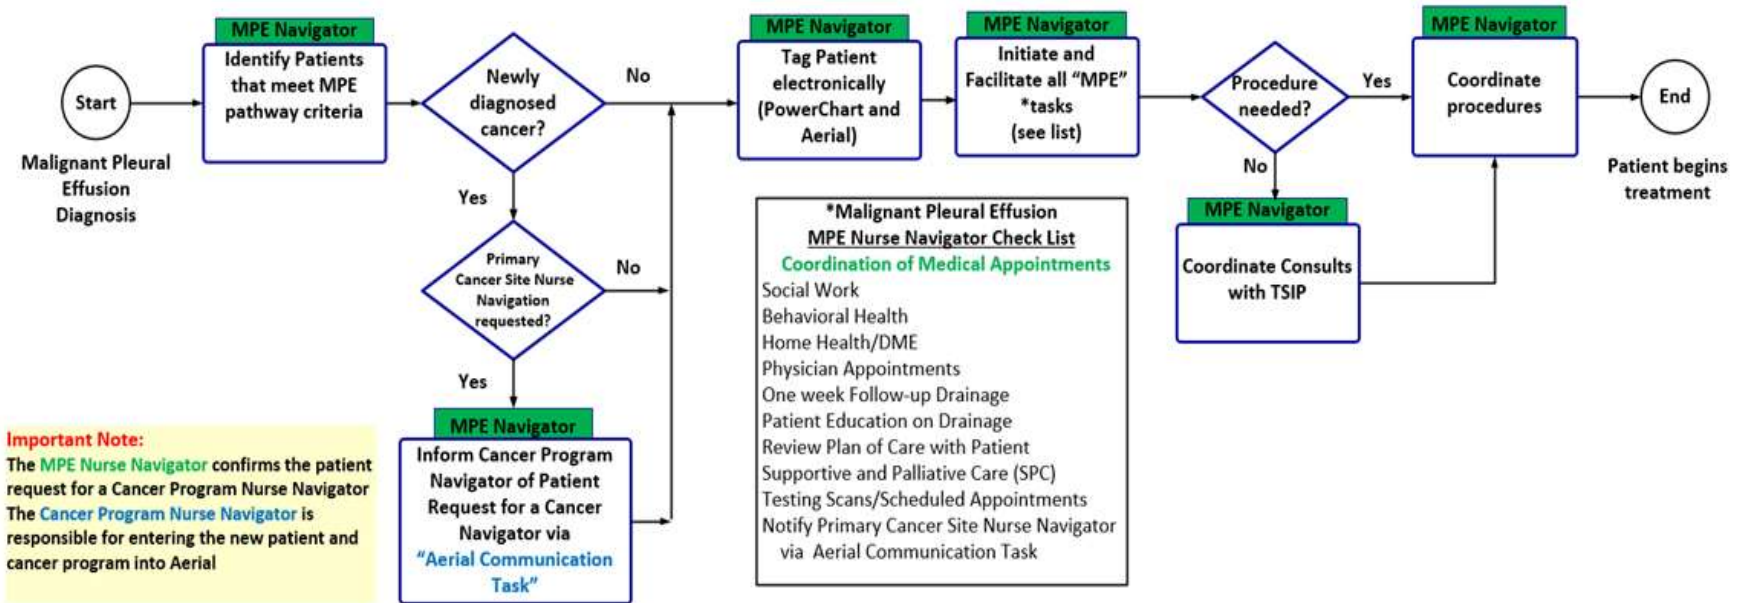 Start
Malignant Pleural
Effusion
Diagnosis
MPE Navigator
Identify Patients
that meet MPE
pathway criteria
Newly
diagnosed
cancer?
No
Yes
Primary
Cancer Site Nurse
Navigation
requested?
No
Yes
MPE Navigator
Inform Cancer Program
Navigator of Patient
Request for a Cancer
Navigator via
“Aerial Communication
Task”
MPE Navigator
Tag Patient
electronically
(PowerChart and
Aerial)
MPE Navigator
Initiate and
Facilitate all “MPE”
*tasks
(see list)
Procedure
needed?
Yes
No
MPE Navigator
Coordinate Consults
with TSIP
MPE Navigator
Coordinate
procedures
End
Patient begins
treatment
*Malignant Pleural Effusion
MPE Nurse Navigator Check List
Coordination of Medical Appointments
Social Work
Behavioral Health
Home Health/DME
Physician Appointments
One week Follow-up Drainage
Patient Education on Drainage
Review Plan of Care with Patient
Supportive and Palliative Care (SPC)
Testing Scans/Scheduled Appointments
Notify Primary Cancer Site Nurse Navigator
via Aerial Communication Task
Important Note:
The MPE Nurse Navigator confirms the patient
request for a Cancer Program Nurse Navigator
The Cancer Program Nurse Navigator is
responsible for entering the new patient and
cancer program into Aerial